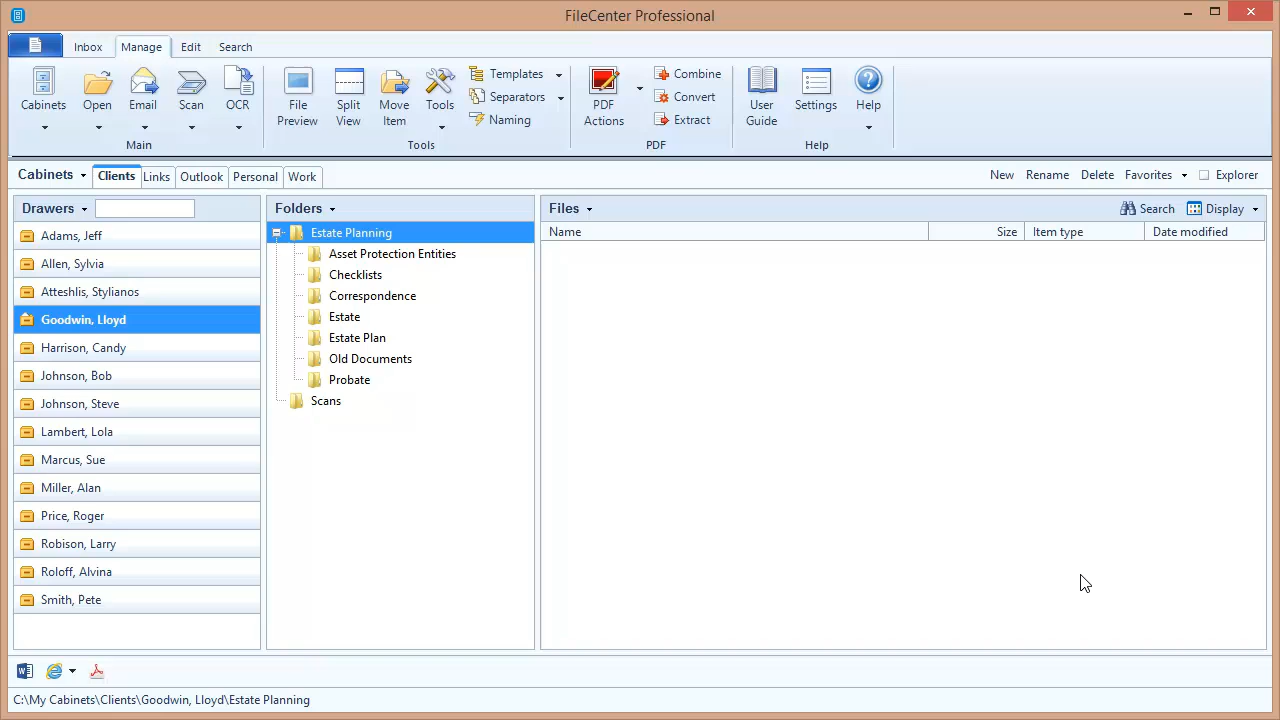 FileCenter Professional
Inbox Manage Edit Search
Cabinets Open Email Scan OCR
Main
File Preview Split View Move Item Tools
Templates
Separators
Naming
Tools
PDF Actions
Combine
Convert
Extract
PDF
User Guide Settings Help
Help
Cabinets Clients Links Outlook Personal Work New Rename Delete Favorites Explorer
Drawers
Adams, Jeff
Allen, Sylvia
Atteshlis, Stylianos
Goodwin, Lloyd
Harrison, Candy
Johnson, Bob
Johnson, Steve
Lambert, Lola
Marcus, Sue
Miller, Alan
Price, Roger
Robison, Larry
Roloff, Alvina
Smith, Pete
Folders
Estate Planning
Asset Protection Entities
Checklists
Correspondence
Estate
Estate Plan
Old Documents
Probate
Scans
Files Search Display
Name Size Item type Date modified
C:\My Cabinets\Clients\Goodwin, Lloyd\Estate Planning